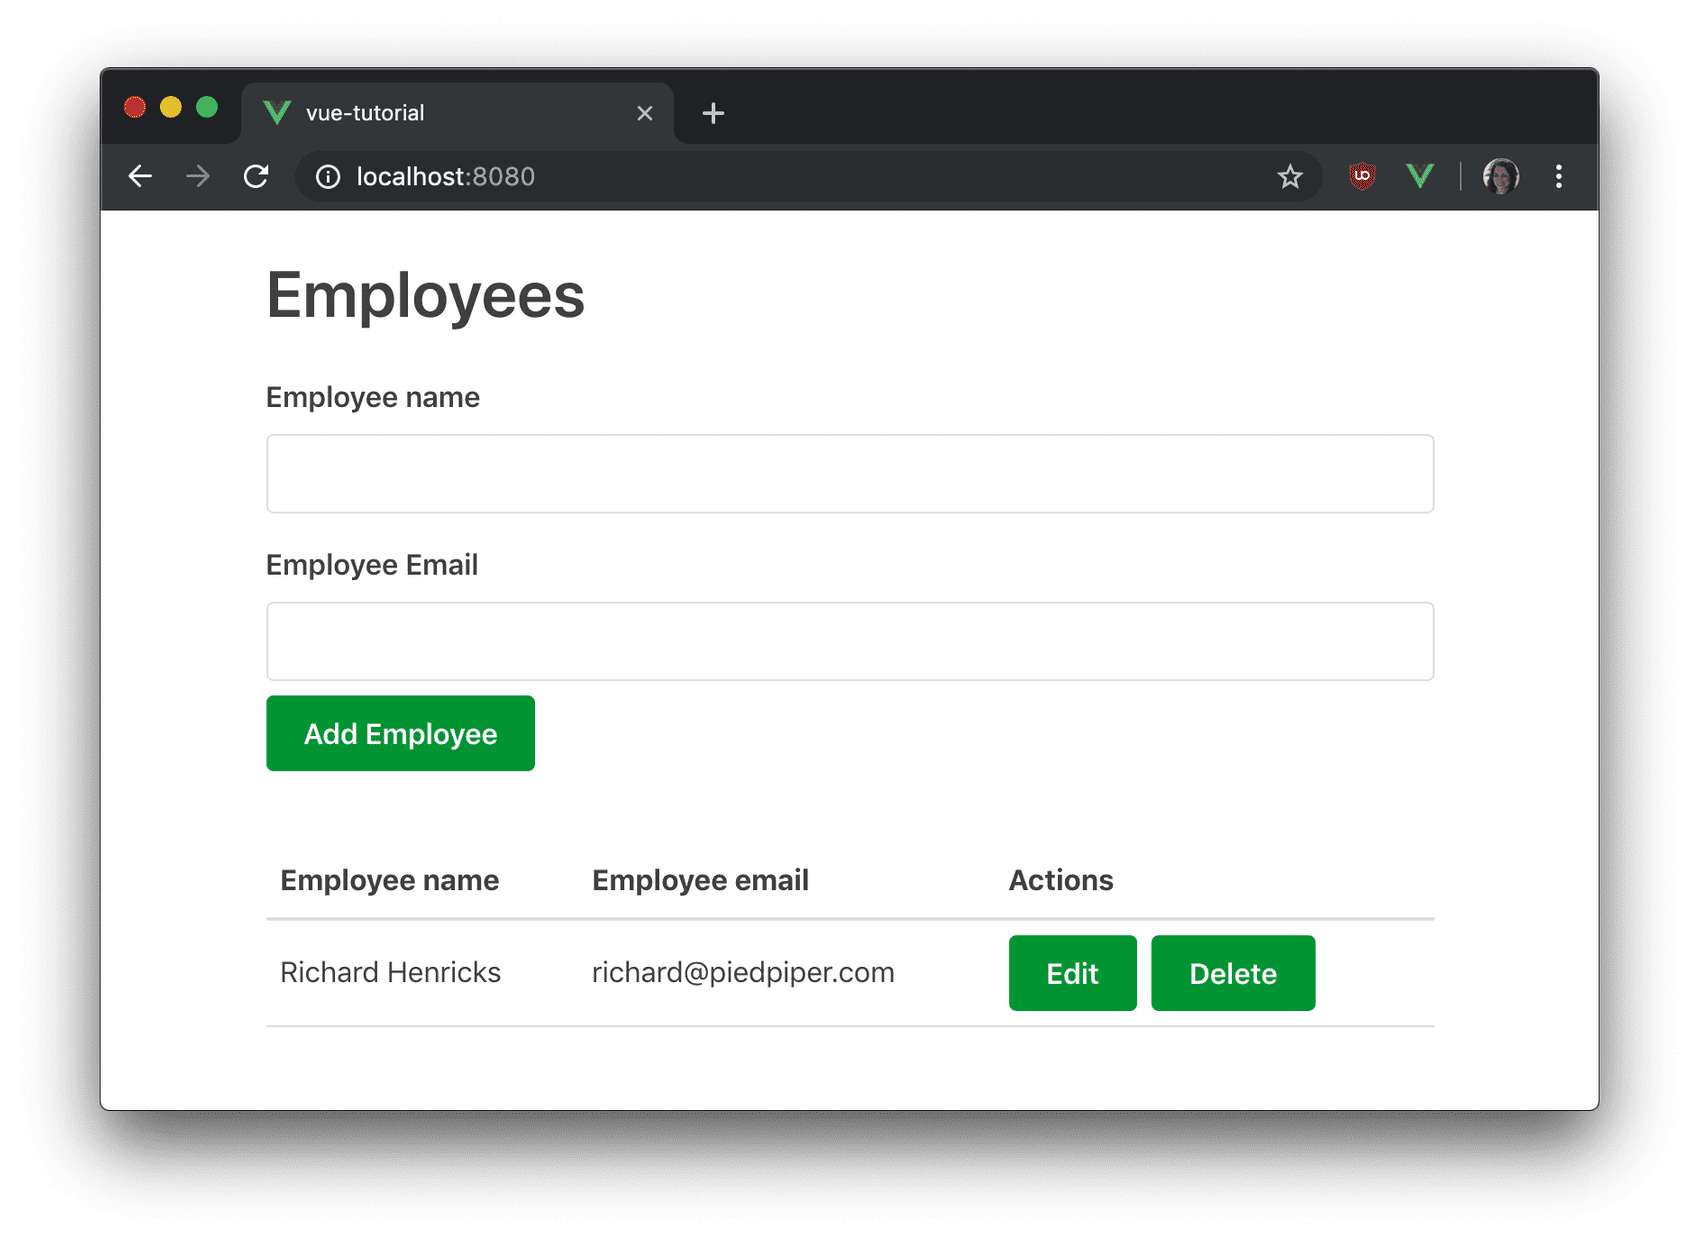 vue-tutorial
localhost:8080
Employees
Employee name
Employee Email
Add Employee
Employee name Employee email Actions
Richard Henricks richard@piedpiper.com Edit Delete